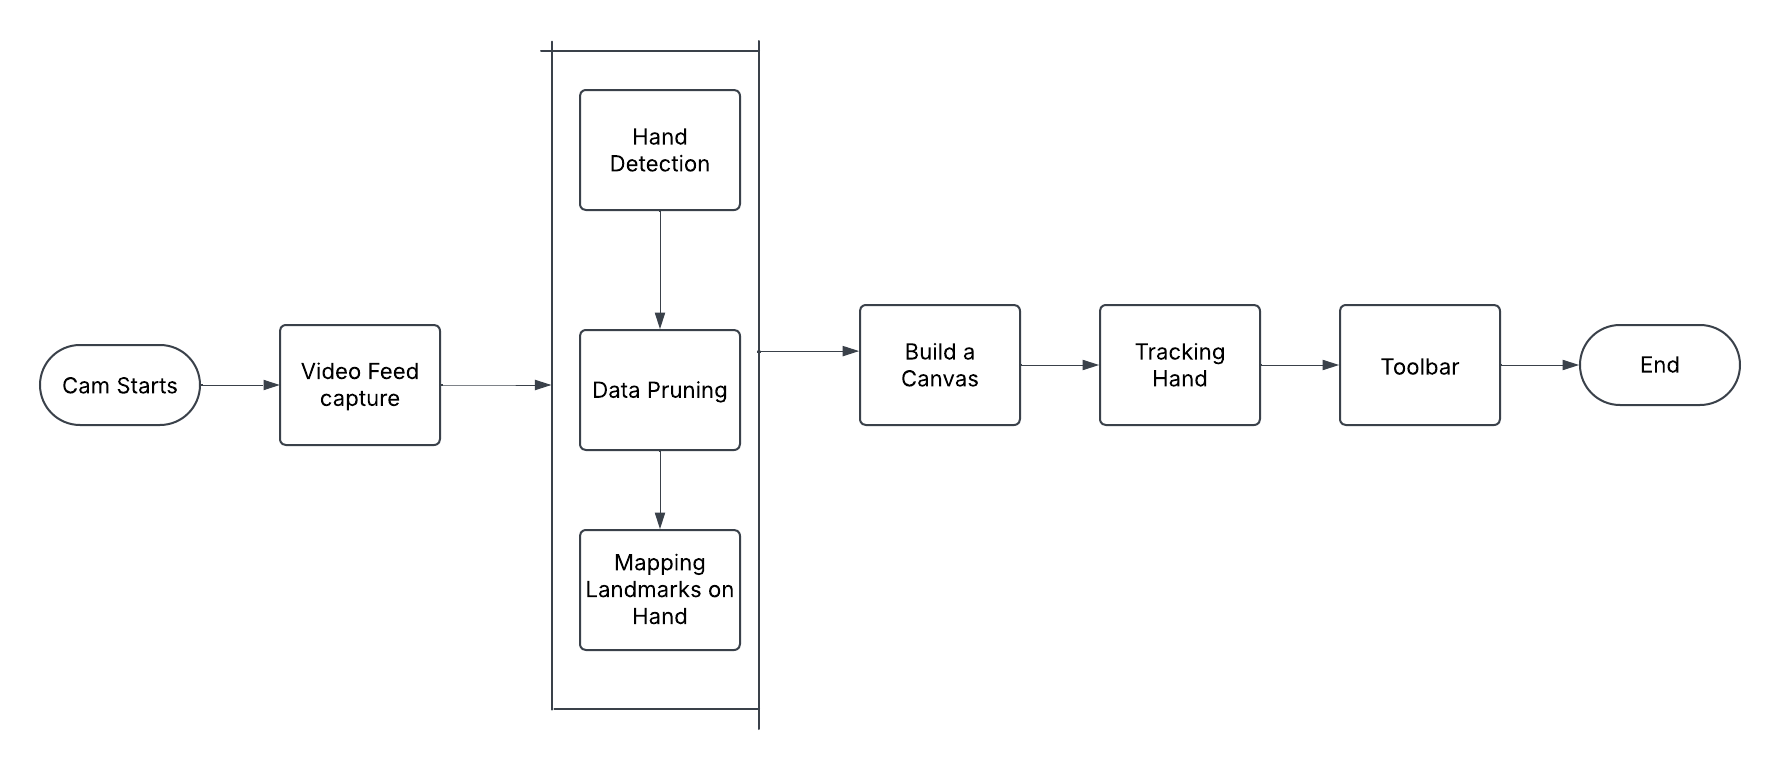 Cam Starts
Video Feed
capture
Hand
Detection
Data Pruning
Mapping
Landmarks on
Hand
Build a
Canvas
Tracking
Hand
Toolbar
End